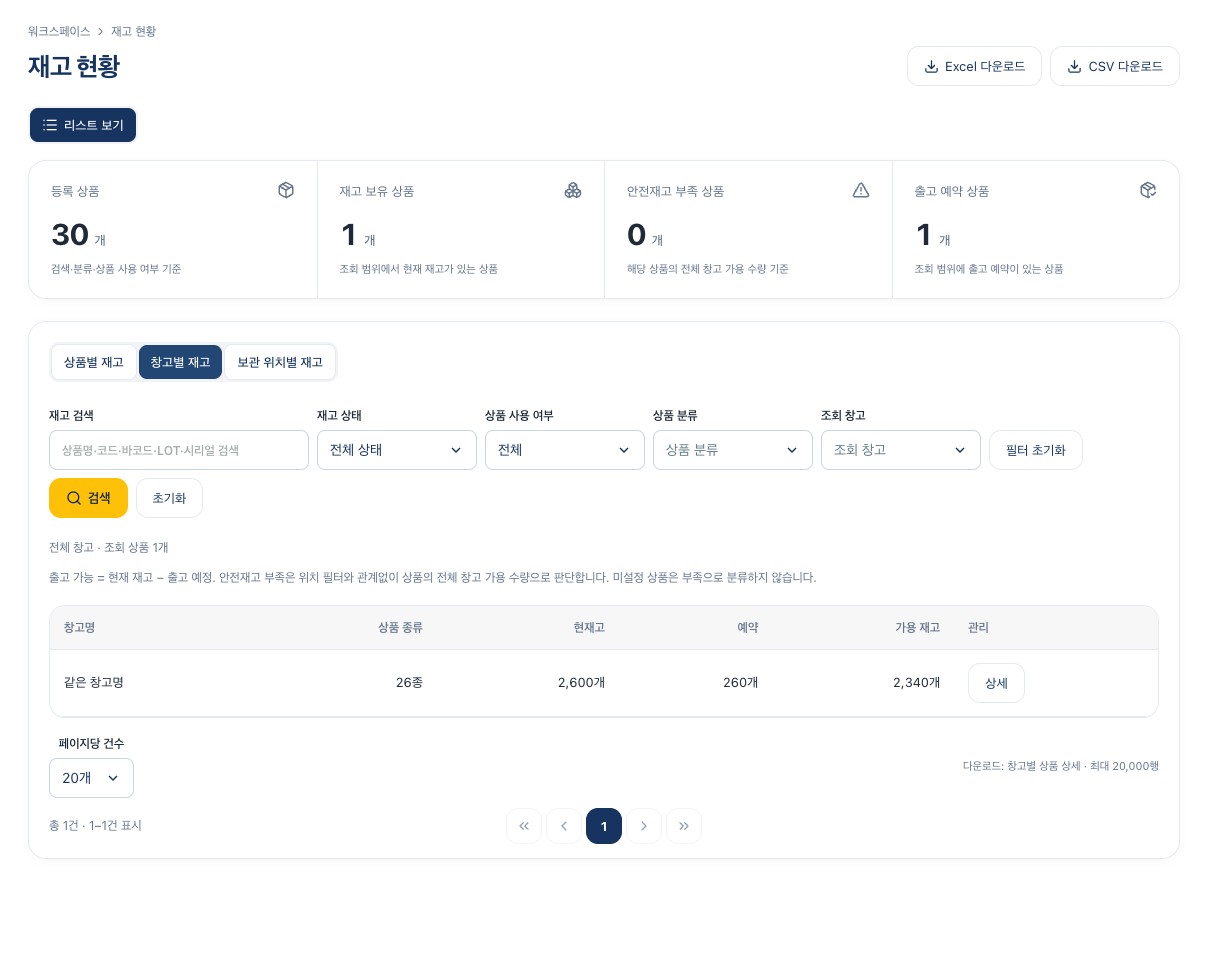 워크스페이스 > 재고 현황
재고 현황
Excel 다운로드
CSV 다운로드
리스트 보기
등록 상품
30 개
검색·분류·상품 사용 여부 기준
재고 보유 상품
1 개
조회 범위에서 현재 재고가 있는 상품
안전재고 부족 상품
0 개
해당 상품의 전체 창고 가용 수량 기준
출고 예약 상품
1 개
조회 범위에 출고 예약이 있는 상품
상품별 재고 창고별 재고 보관 위치별 재고
재고 검색 재고 상태 상품 사용 여부 상품 분류 조회 창고
상품명·코드·바코드·LOT·시리얼 검색 전체 상태 전체 상품 분류 조회 창고 필터 초기화
검색 초기화
전체 창고 · 조회 상품 1개
출고 가능 = 현재 재고 − 출고 예정. 안전재고 부족은 위치 필터와 관계없이 상품의 전체 창고 가용 수량으로 판단합니다. 미설정 상품은 부족으로 분류하지 않습니다.
창고명 상품 종류 현재고 예약 가용 재고 관리
같은 창고명 26종 2,600개 260개 2,340개 상세
페이지당 건수
20개
다운로드: 창고별 상품 상세 · 최대 20,000행
총 1건 · 1–1건 표시
« ‹ 1 › »